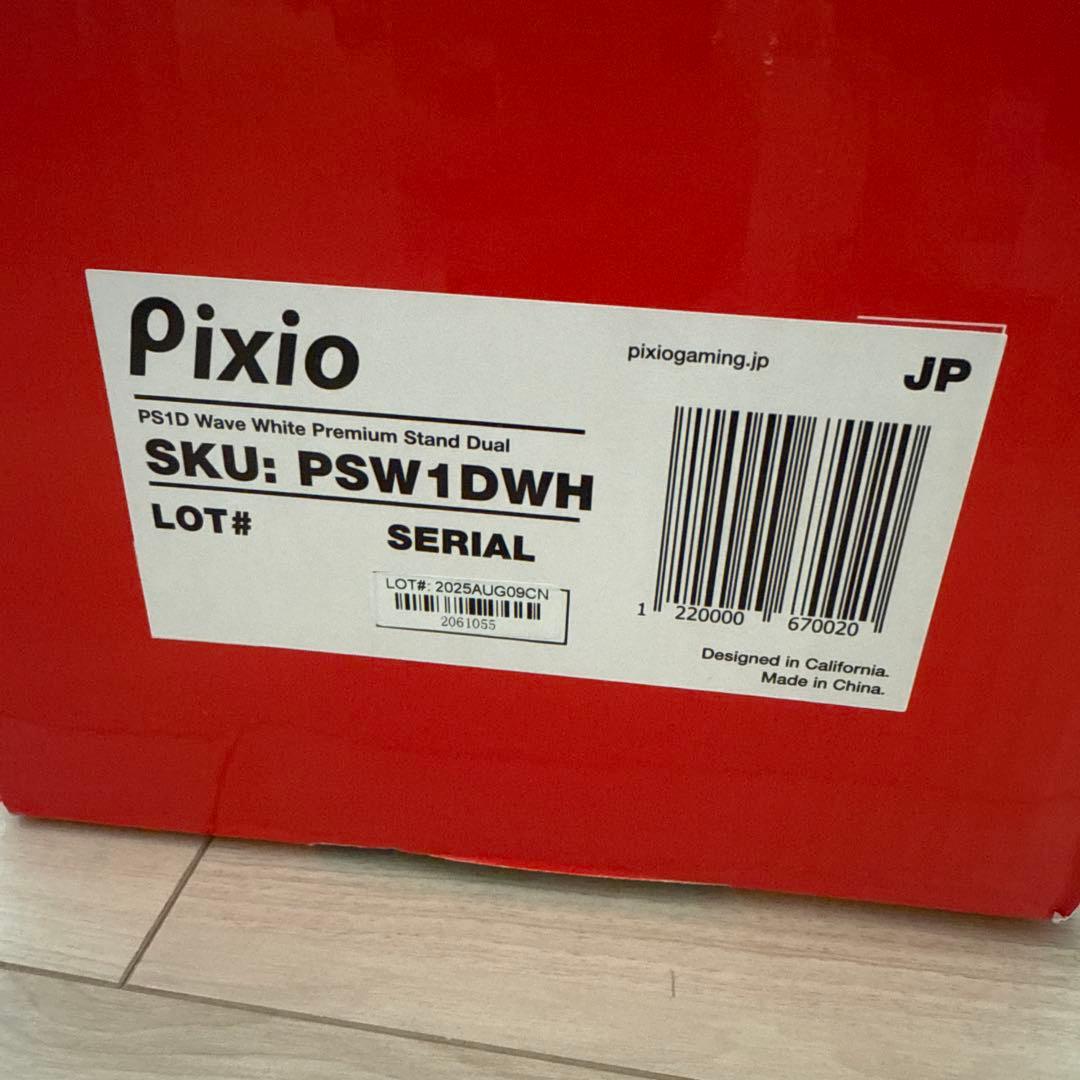 Pixio
pixiogaming.jp
JP
PS1D Wave White Premium Stand Dual
SKU: PSW1DWH
LOT#
SERIAL
LOT#: 2025AUG09CN
2061055
1 220000 670020
Designed in California.
Made in China.